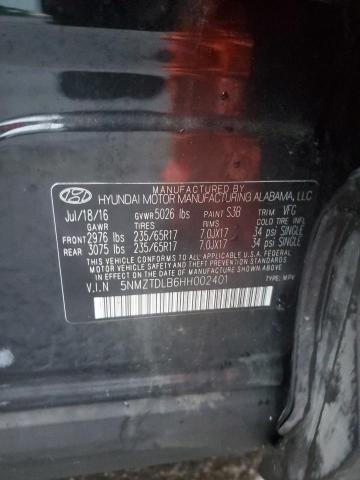 MANUFACTURED BY
HYUNDAI MOTOR MANUFACTURING ALABAMA, LLC
Jul/18/16 GVWR 5026 lbs PAINT S3B TRIM VFG
GAWR TIRES RIMS COLD TIRE INF.
FRONT 2976 lbs 235/65R17 7.0JX17 34 psi SINGLE
REAR 3075 lbs 235/65R17 7.0JX17 34 psi SINGLE
THIS VEHICLE CONFORMS TO ALL APPLICABLE U.S.A. FEDERAL
MOTOR VEHICLE SAFETY AND THEFT PREVENTION STANDARDS
IN EFFECT ON THE DATE OF MANUFACTURE SHOWN ABOVE.
V.I.N 5NMZTDLB6HH002401 TYPE: MPV